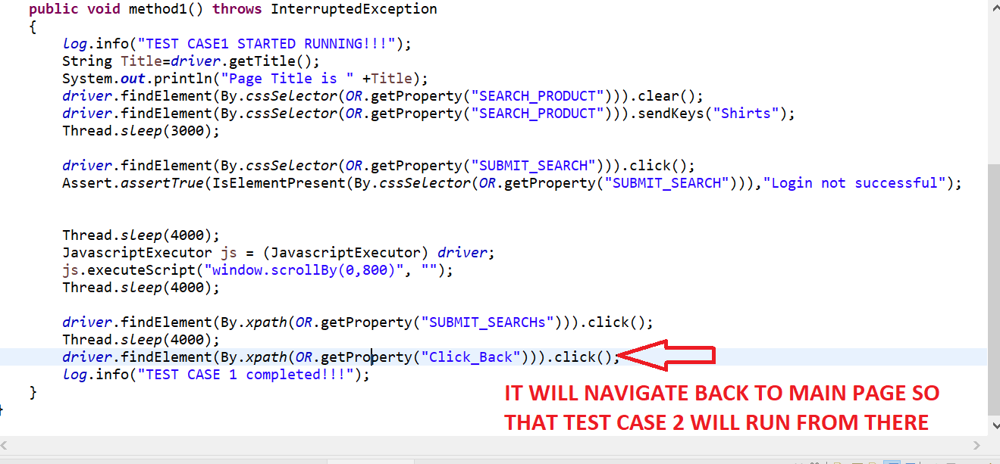 public void method1() throws InterruptedException
{
log.info("TEST CASE1 STARTED RUNNING!!!");
String Title=driver.getTitle();
System.out.println("Page Title is " +Title);
driver.findElement(By.cssSelector(OR.getProperty("SEARCH_PRODUCT"))).clear();
driver.findElement(By.cssSelector(OR.getProperty("SEARCH_PRODUCT"))).sendKeys("Shirts");
Thread.sleep(3000);
driver.findElement(By.cssSelector(OR.getProperty("SUBMIT_SEARCH"))).click();
Assert.assertTrue(IsElementPresent(By.cssSelector(OR.getProperty("SUBMIT_SEARCH"))),"Login not successful");
Thread.sleep(4000);
JavascriptExecutor js = (JavascriptExecutor) driver;
js.executeScript("window.scrollBy(0,800)", "");
Thread.sleep(4000);
driver.findElement(By.xpath(OR.getProperty("SUBMIT_SEARCHs"))).click();
Thread.sleep(4000);
driver.findElement(By.xpath(OR.getProperty("Click_Back"))).click();
log.info("TEST CASE 1 completed!!!");
}
IT WILL NAVIGATE BACK TO MAIN PAGE SO
THAT TEST CASE 2 WILL RUN FROM THERE
}